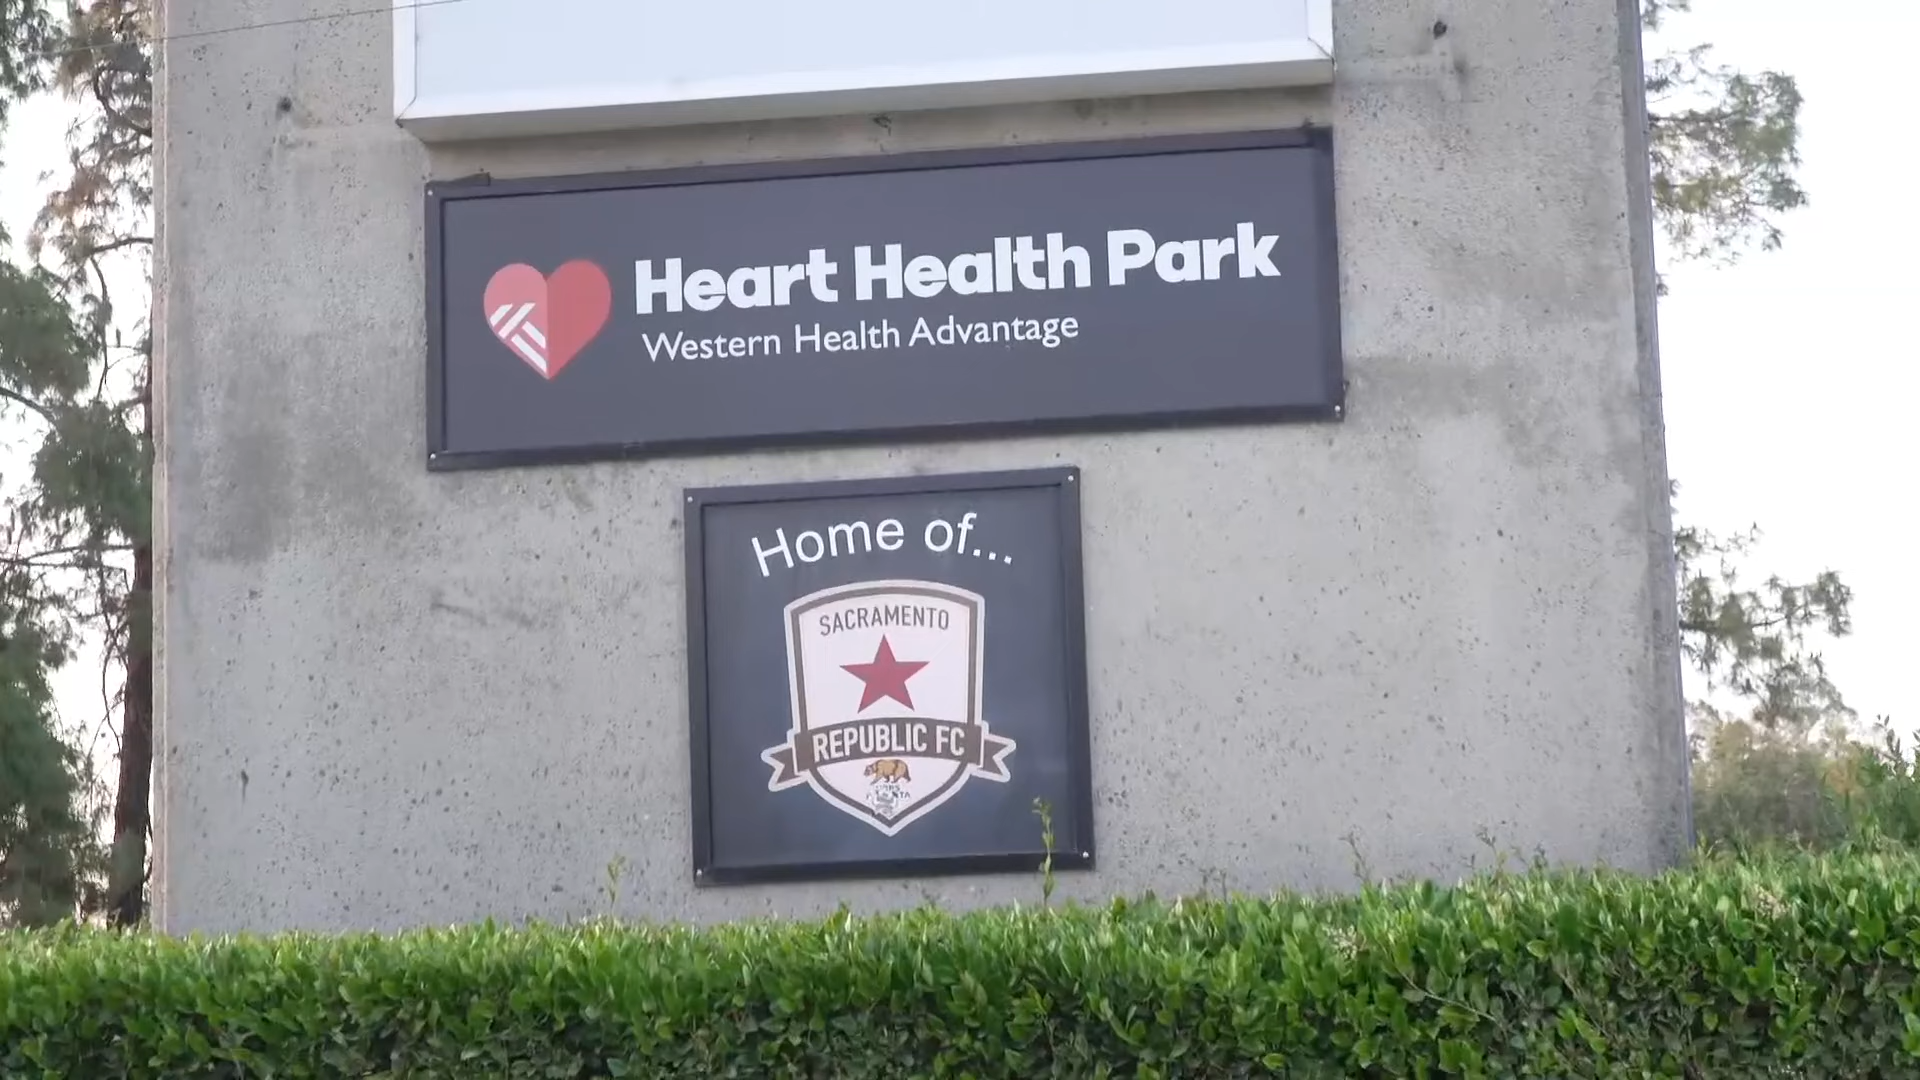 Heart Health Park
Western Health Advantage
Home of...
SACRAMENTO
REPUBLIC FC